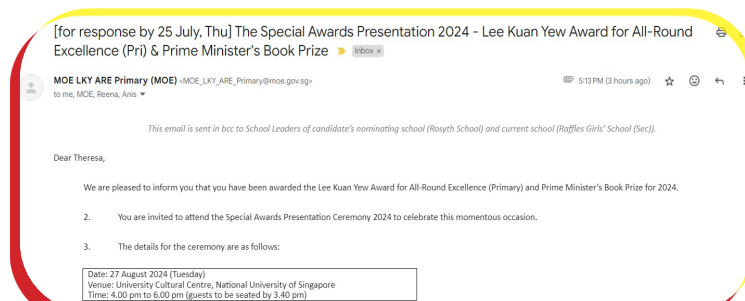 [for response by 25 July, Thu] The Special Awards Presentation 2024 - Lee Kuan Yew Award for All-Round
Excellence (Pri) & Prime Minister's Book Prize Inbox ×
MOE LKY ARE Primary (MOE) <MOE_LKY_ARE_Primary@moe.gov.sg> 5:13 PM (3 hours ago)
to me, MOE, Reena, Anis
This email is sent in bcc to School Leaders of candidate's nominating school (Rosyth School) and current school (Raffles Girls' School (Sec)).
Dear Theresa,
We are pleased to inform you that you have been awarded the Lee Kuan Yew Award for All-Round Excellence (Primary) and Prime Minister's Book Prize for 2024.
2. You are invited to attend the Special Awards Presentation Ceremony 2024 to celebrate this momentous occasion.
3. The details for the ceremony are as follows:
Date: 27 August 2024 (Tuesday)
Venue: University Cultural Centre, National University of Singapore
Time: 4.00 pm to 6.00 pm (guests to be seated by 3.40 pm)